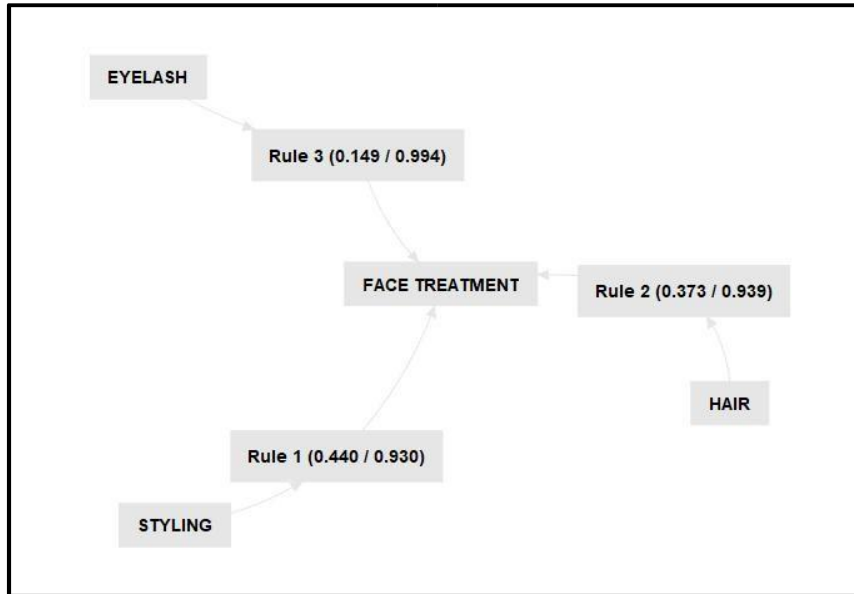 EYELASH
Rule 3 (0.149 / 0.994)
FACE TREATMENT
Rule 2 (0.373 / 0.939)
HAIR
Rule 1 (0.440 / 0.930)
STYLING